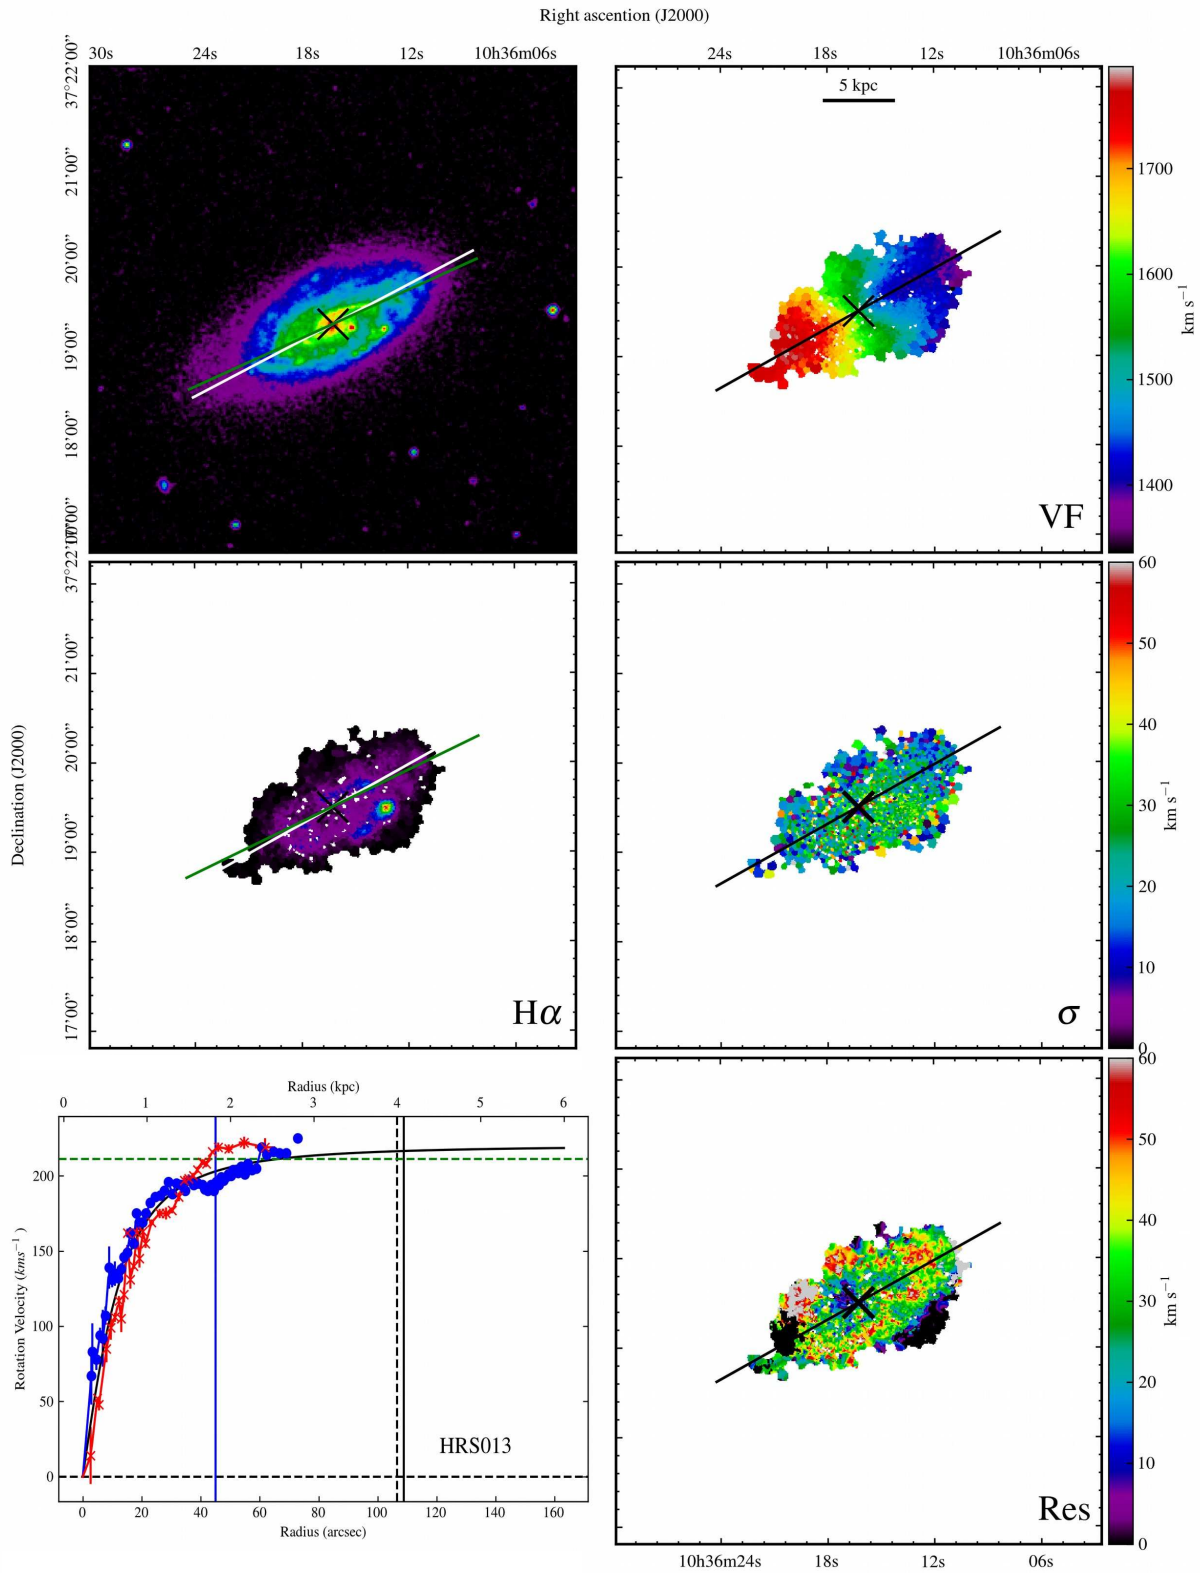 Right ascention (J2000)
30s 24s 18s 12s 10h36m06s
24s 18s 12s 10h36m06s
37°22'00"
21'00"
20'00"
19'00"
18'00"
5 kpc
VF
1700
1600
1500
1400
km s−1
Declination (J2000)
37°22'00"
21'00"
20'00"
19'00"
18'00"
17'00"
Hα
σ
60
50
40
30
20
10
0
km s−1
Radius (kpc)
0 1 2 3 4 5 6
Rotation Velocity (kms−1 )
200
150
100
50
0
HRS013
0 20 40 60 80 100 120 140 160
Radius (arcsec)
Res
60
50
40
30
20
10
0
km s−1
10h36m24s 18s 12s 06s